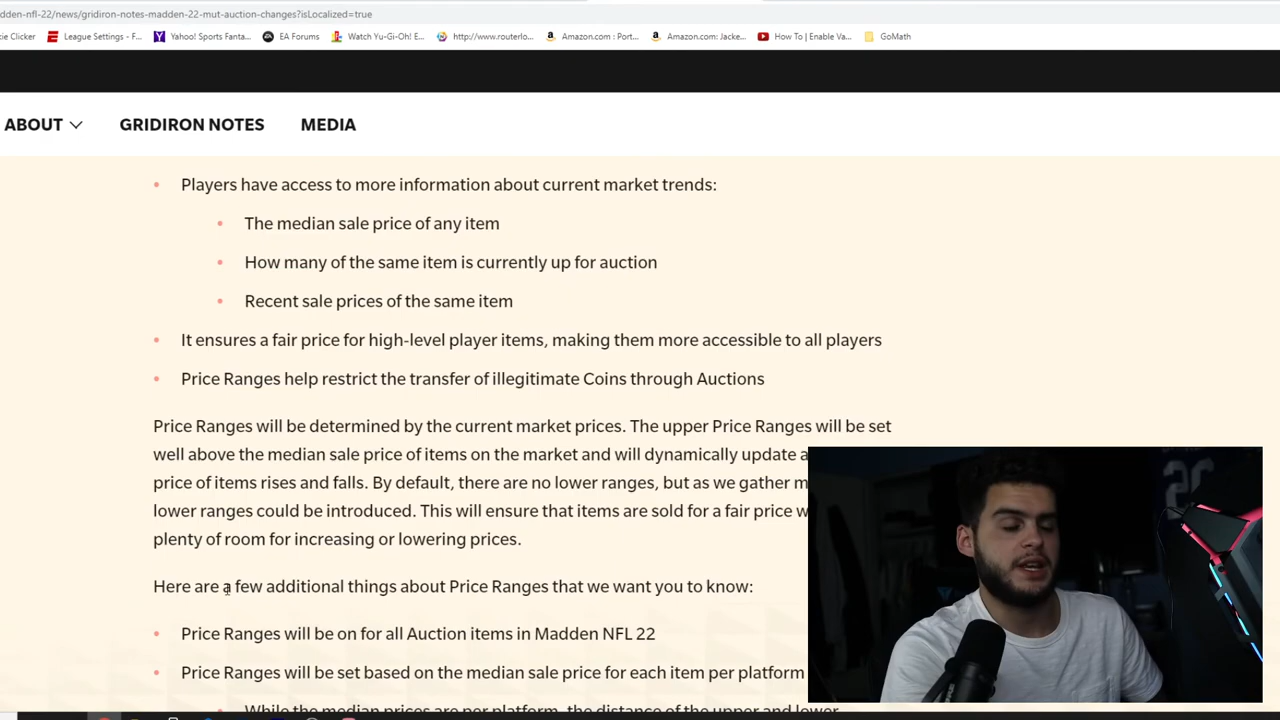 dden-nfl-22/news/gridiron-notes-madden-22-mut-auction-changes?isLocalized=true
kie Clicker League Settings - F... Yahoo! Sports Fanta... EA Forums Watch Yu-Gi-Oh! E... http://www.routerlo... Amazon.com : Port... Amazon.com: Jacke... How To | Enable Va... GoMath
ABOUT GRIDIRON NOTES MEDIA
• Players have access to more information about current market trends:
• The median sale price of any item
• How many of the same item is currently up for auction
• Recent sale prices of the same item
• It ensures a fair price for high-level player items, making them more accessible to all players
• Price Ranges help restrict the transfer of illegitimate Coins through Auctions
Price Ranges will be determined by the current market prices. The upper Price Ranges will be set
well above the median sale price of items on the market and will dynamically update a
price of items rises and falls. By default, there are no lower ranges, but as we gather m
lower ranges could be introduced. This will ensure that items are sold for a fair price w
plenty of room for increasing or lowering prices.
Here are a few additional things about Price Ranges that we want you to know:
• Price Ranges will be on for all Auction items in Madden NFL 22
• Price Ranges will be set based on the median sale price for each item per platform
While the median prices are per platform, the distance of the upper and lower